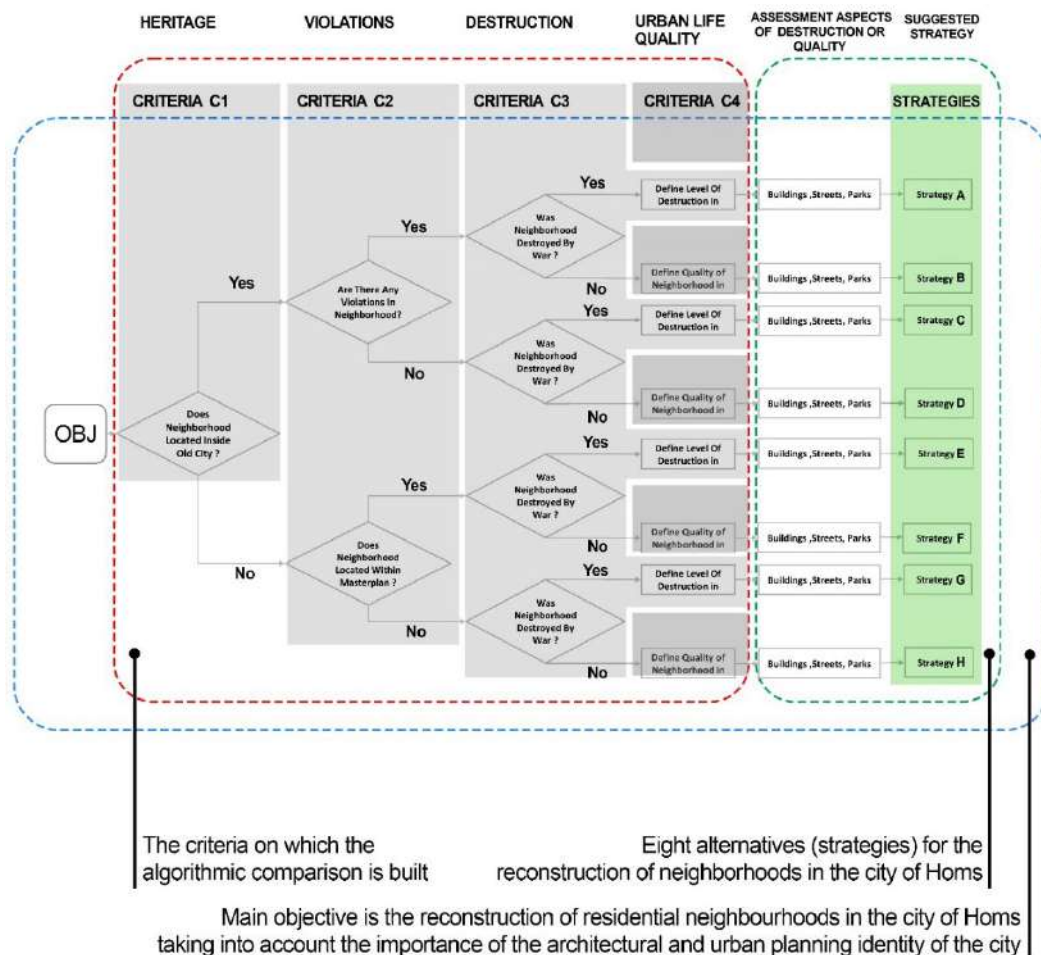 HERITAGE
VIOLATIONS
DESTRUCTION
URBAN LIFE
QUALITY
ASSESSMENT ASPECTS
OF DESTRUCTION OR
QUALITY
SUGGESTED
STRATEGY
CRITERIA C1
CRITERIA C2
CRITERIA C3
CRITERIA C4
STRATEGIES
OBJ
Does
Neighborhood
Located Inside
Old City ?
Yes
No
Are There Any
Violations In
Neighborhood?
Yes
No
Does
Neighborhood
Located Within
Masterplan ?
Yes
No
Was
Neighborhood
Destroyed By
War ?
Yes
Define Level Of
Destruction in
Buildings ,Streets, Parks
Strategy A
No
Define Quality of
Neighborhood in
Buildings ,Streets, Parks
Strategy B
Was
Neighborhood
Destroyed By
War ?
Yes
Define Level Of
Destruction in
Buildings ,Streets, Parks
Strategy C
No
Define Quality of
Neighborhood in
Buildings ,Streets, Parks
Strategy D
Was
Neighborhood
Destroyed By
War ?
Yes
Define Level Of
Destruction in
Buildings ,Streets, Parks
Strategy E
No
Define Quality of
Neighborhood in
Buildings ,Streets, Parks
Strategy F
Was
Neighborhood
Destroyed By
War ?
Yes
Define Level Of
Destruction in
Buildings ,Streets, Parks
Strategy G
No
Define Quality of
Neighborhood in
Buildings ,Streets, Parks
Strategy H
The criteria on which the
algorithmic comparison is built
Eight alternatives (strategies) for the
reconstruction of neighborhoods in the city of Homs
Main objective is the reconstruction of residential neighbourhoods in the city of Homs
taking into account the importance of the architectural and urban planning identity of the city